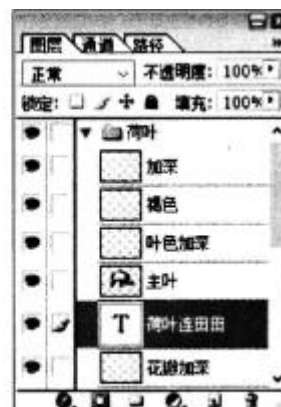 图层 通道 路径
正常 不透明度: 100%
锁定: 填充: 100%
荷叶
加深
褐色
叶色加深
主叶
T 荷叶连田田
花瓣加深